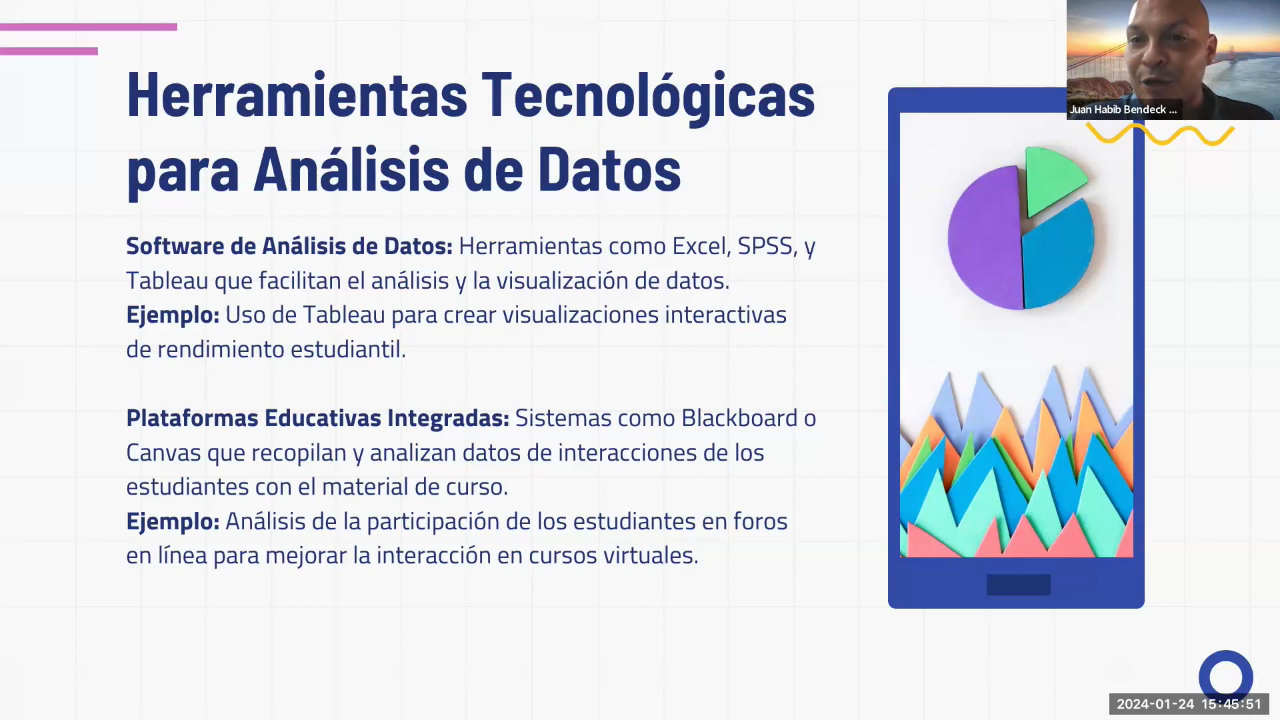 Herramientas Tecnológicas
para Análisis de Datos
Software de Análisis de Datos: Herramientas como Excel, SPSS, y
Tableau que facilitan el análisis y la visualización de datos.
Ejemplo: Uso de Tableau para crear visualizaciones interactivas
de rendimiento estudiantil.
Plataformas Educativas Integradas: Sistemas como Blackboard o
Canvas que recopilan y analizan datos de interacciones de los
estudiantes con el material de curso.
Ejemplo: Análisis de la participación de los estudiantes en foros
en línea para mejorar la interacción en cursos virtuales.
Juan Habib Bendeck ...
2024-01-24 15:45:51